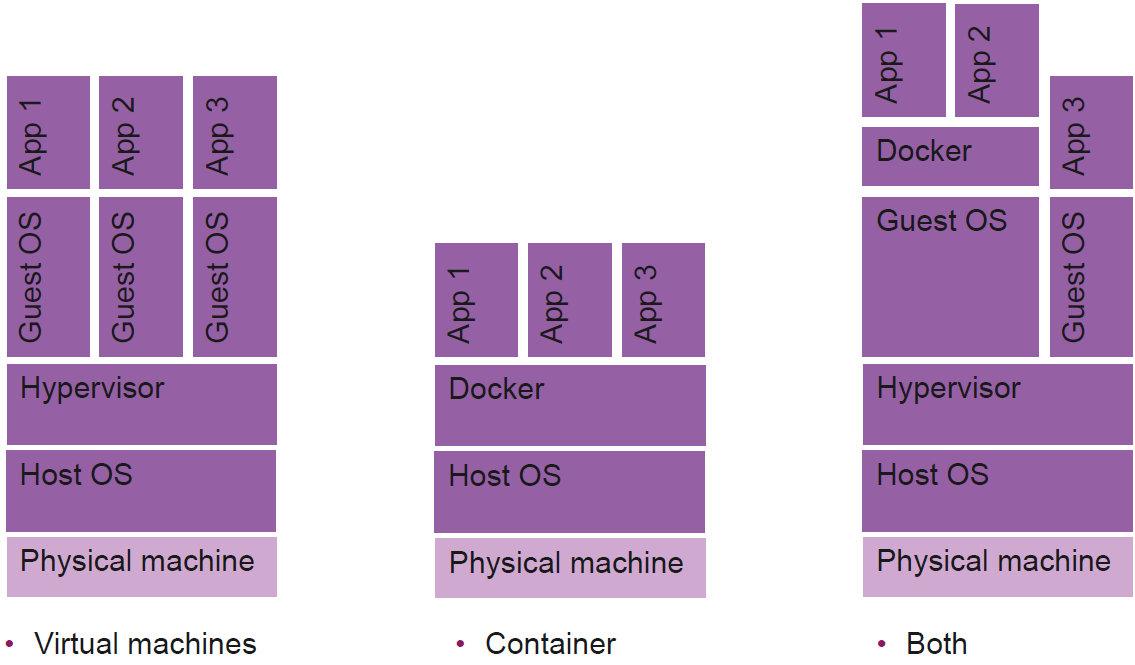 App 1
App 2
App 3
Guest OS
Guest OS
Guest OS
Hypervisor
Host OS
Physical machine
• Virtual machines
App 1
App 2
App 3
Docker
Host OS
Physical machine
• Container
App 1
App 2
App 3
Docker
Guest OS
Guest OS
Hypervisor
Host OS
Physical machine
• Both